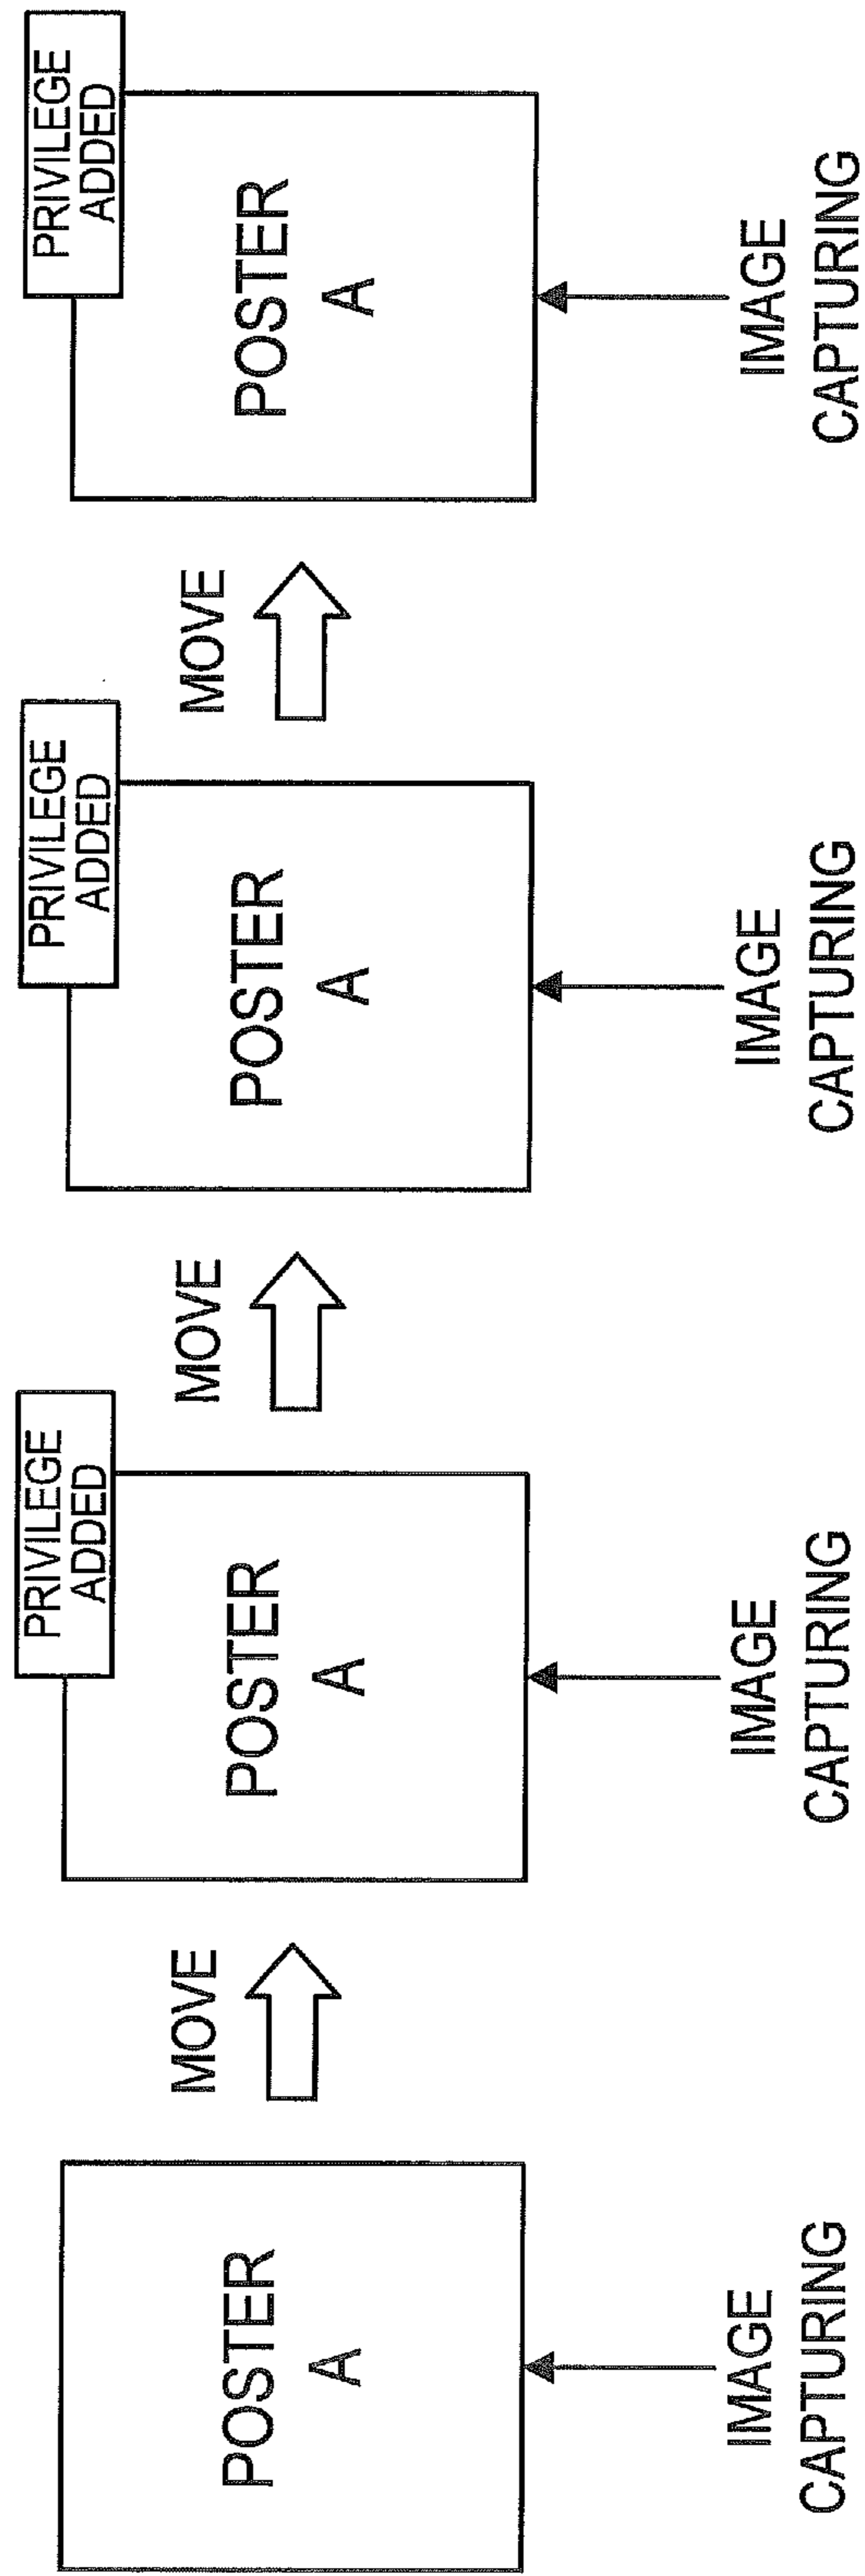 POSTER
A
IMAGE
CAPTURING
MOVE
PRIVILEGE
ADDED
POSTER
A
IMAGE
CAPTURING
MOVE
PRIVILEGE
ADDED
POSTER
A
IMAGE
CAPTURING
MOVE
PRIVILEGE
ADDED
POSTER
A
IMAGE
CAPTURING